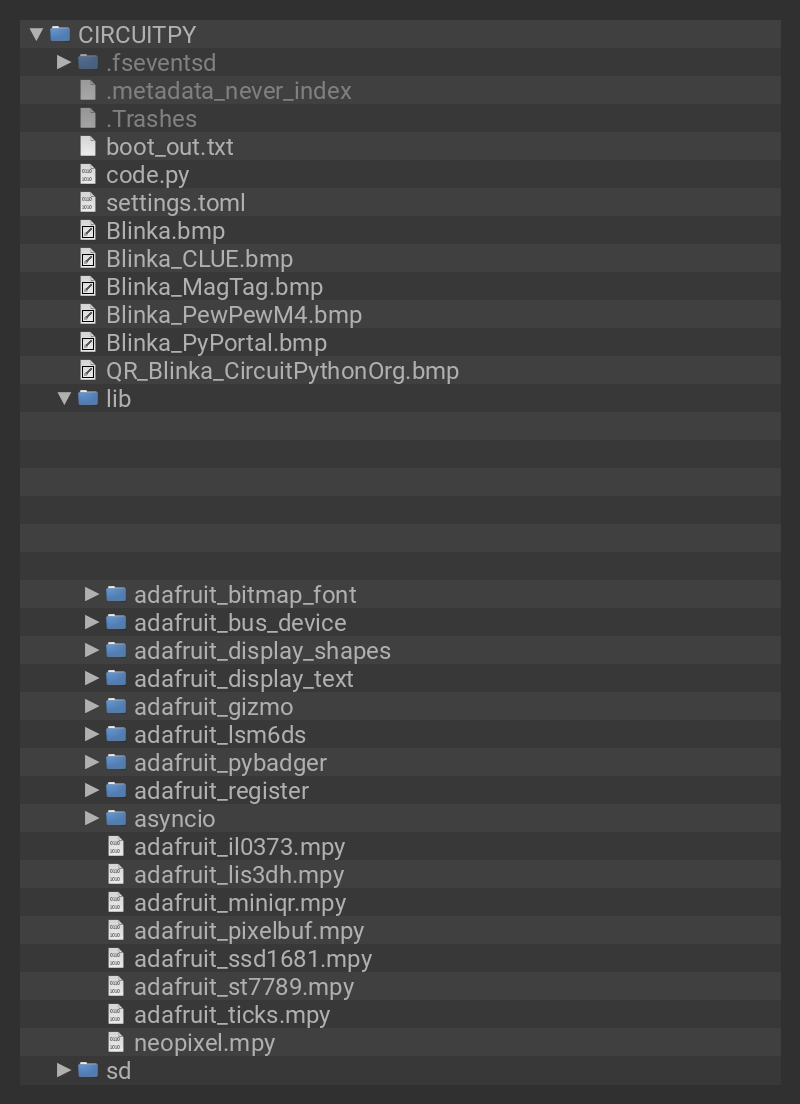 CIRCUITPY
.fseventsd
.metadata_never_index
.Trashes
boot_out.txt
code.py
settings.toml
Blinka.bmp
Blinka_CLUE.bmp
Blinka_MagTag.bmp
Blinka_PewPewM4.bmp
Blinka_PyPortal.bmp
QR_Blinka_CircuitPythonOrg.bmp
lib
adafruit_bitmap_font
adafruit_bus_device
adafruit_display_shapes
adafruit_display_text
adafruit_gizmo
adafruit_lsm6ds
adafruit_pybadger
adafruit_register
asyncio
adafruit_il0373.mpy
adafruit_lis3dh.mpy
adafruit_miniqr.mpy
adafruit_pixelbuf.mpy
adafruit_ssd1681.mpy
adafruit_st7789.mpy
adafruit_ticks.mpy
neopixel.mpy
sd